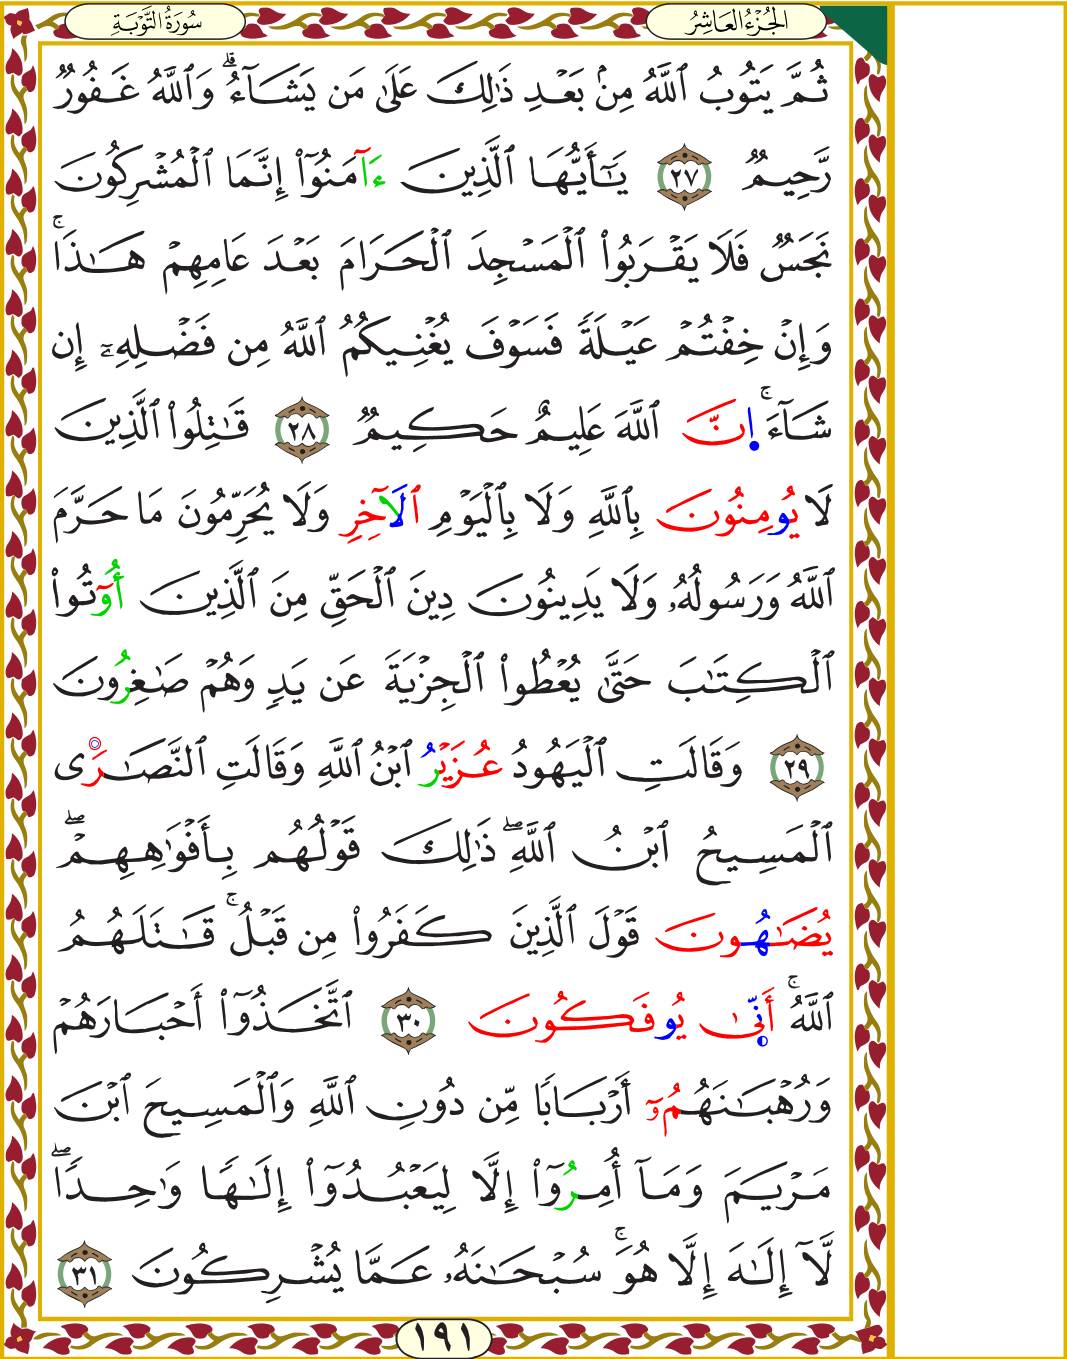 الجُزْءُ العَاشِرُ
سُورَةُ التَّوْبَةِ
ثُمَّ يَتُوبُ ٱللَّهُ مِنۢ بَعْدِ ذَٰلِكَ عَلَىٰ مَن يَشَآءُۗ وَٱللَّهُ غَفُورٌ
رَّحِيمٌ ٢٧ يَٰٓأَيُّهَا ٱلَّذِينَ ءَآمَنُوٓا۟ إِنَّمَا ٱلْمُشْرِكُونَ
نَجَسٌ فَلَا يَقْرَبُوا۟ ٱلْمَسْجِدَ ٱلْحَرَامَ بَعْدَ عَامِهِمْ هَٰذَاۚ
وَإِنْ خِفْتُمْ عَيْلَةً فَسَوْفَ يُغْنِيكُمُ ٱللَّهُ مِن فَضْلِهِۦٓ إِن
شَآءَۚ اِنَّ ٱللَّهَ عَلِيمٌ حَكِيمٌ ٢٨ قَٰتِلُوا۟ ٱلَّذِينَ
لَا يُومِنُونَ بِٱللَّهِ وَلَا بِٱلْيَوْمِ ٱلَآخِرِ وَلَا يُحَرِّمُونَ مَا حَرَّمَ
ٱللَّهُ وَرَسُولُهُۥ وَلَا يَدِينُونَ دِينَ ٱلْحَقِّ مِنَ ٱلَّذِينَ أُوٓتُوا۟
ٱلْكِتَٰبَ حَتَّىٰ يُعْطُوا۟ ٱلْجِزْيَةَ عَن يَدٍ وَهُمْ صَٰغِرُونَ
٢٩ وَقَالَتِ ٱلْيَهُودُ عُزَيْرُ ٱبْنُ ٱللَّهِ وَقَالَتِ ٱلنَّصَٰرَى
ٱلْمَسِيحُ ٱبْنُ ٱللَّهِۖ ذَٰلِكَ قَوْلُهُم بِأَفْوَٰهِهِمْۖ
يُضَٰهُونَ قَوْلَ ٱلَّذِينَ كَفَرُوا۟ مِن قَبْلُۚ قَٰتَلَهُمُ
ٱللَّهُۚ أَنّىٰ يُوفَكُونَ ٣٠ ٱتَّخَذُوٓا۟ أَحْبَارَهُمْ
وَرُهْبَٰنَهُمُۥٓ أَرْبَابًا مِّن دُونِ ٱللَّهِ وَٱلْمَسِيحَ ٱبْنَ
مَرْيَمَ وَمَآ أُمِرُوٓا۟ إِلَّا لِيَعْبُدُوٓا۟ إِلَٰهًا وَٰحِدًاۖ
لَّآ إِلَٰهَ إِلَّا هُوَۚ سُبْحَٰنَهُۥ عَمَّا يُشْرِكُونَ ٣١
١٩١